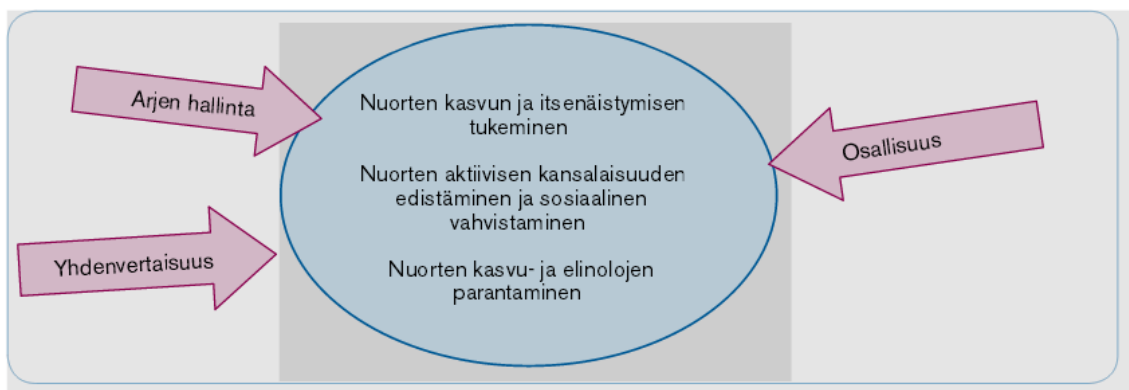 Arjen hallinta
Nuorten kasvun ja itsenäistymisen
tukeminen
Osallisuus
Nuorten aktiivisen kansalaisuuden
edistäminen ja sosiaalinen
vahvistaminen
Yhdenvertaisuus
Nuorten kasvu- ja elinolojen
parantaminen